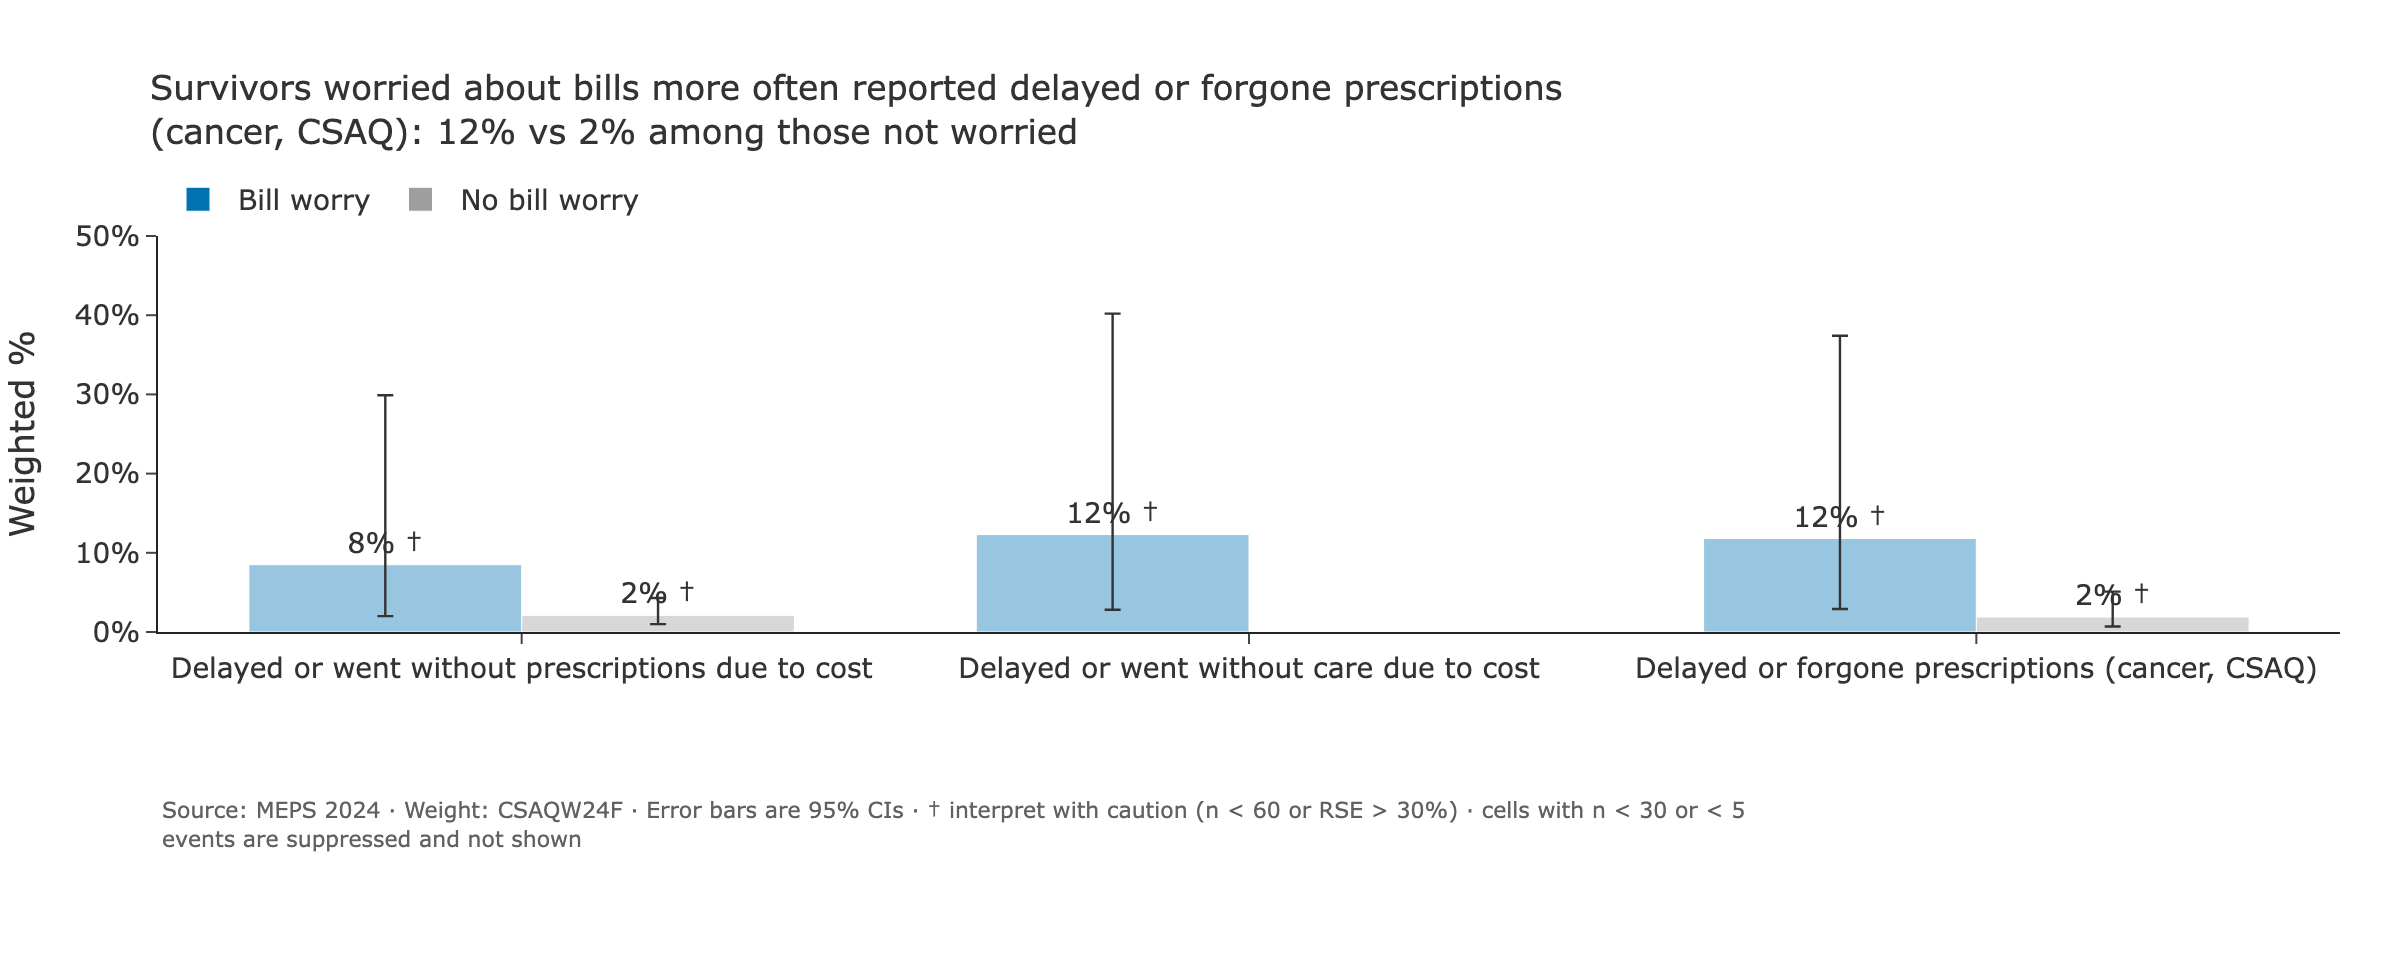 Survivors worried about bills more often reported delayed or forgone prescriptions
(cancer, CSAQ): 12% vs 2% among those not worried
Bill worry No bill worry
50%
40%
30%
20%
10%
0%
Weighted %
8% †
2% †
12% †
12% †
2% †
Delayed or went without prescriptions due to cost
Delayed or went without care due to cost
Delayed or forgone prescriptions (cancer, CSAQ)
Source: MEPS 2024 · Weight: CSAQW24F · Error bars are 95% CIs · † interpret with caution (n < 60 or RSE > 30%) · cells with n < 30 or < 5
events are suppressed and not shown